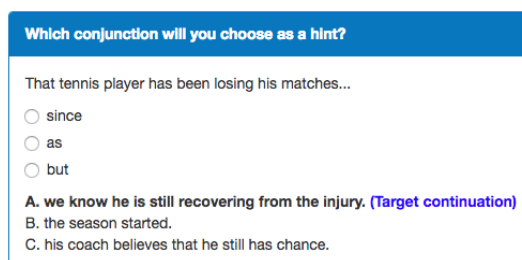 Which conjunction will you choose as a hint?
That tennis player has been losing his matches...
since
as
but
A. we know he is still recovering from the injury. (Target continuation)
B. the season started.
C. his coach believes that he still has chance.